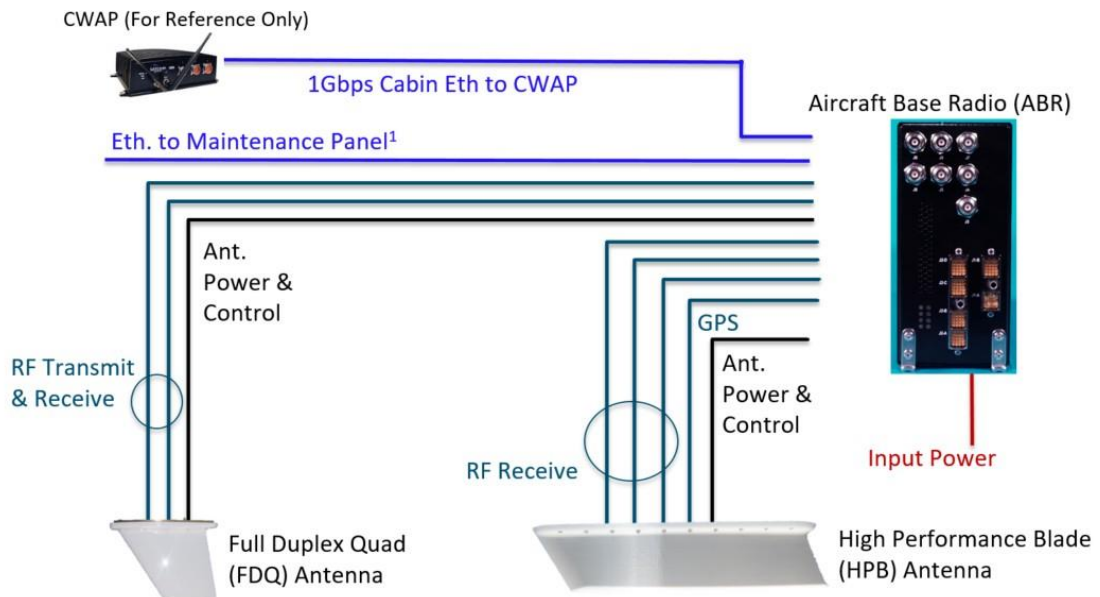 CWAP (For Reference Only)
1Gbps Cabin Eth to CWAP
Aircraft Base Radio (ABR)
Eth. to Maintenance Panel¹
Ant.
Power &
Control
GPS
RF Transmit
& Receive
Ant.
Power &
Control
RF Receive
Input Power
Full Duplex Quad
(FDQ) Antenna
High Performance Blade
(HPB) Antenna